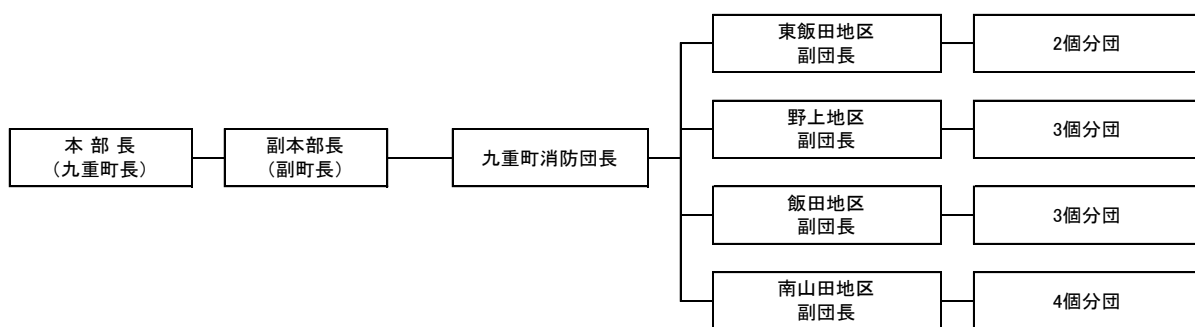 本 部 長
（九重町長）
副本部長
（副町長）
九重町消防団長
東飯田地区
副団長
2個分団
野上地区
副団長
3個分団
飯田地区
副団長
3個分団
南山田地区
副団長
4個分団